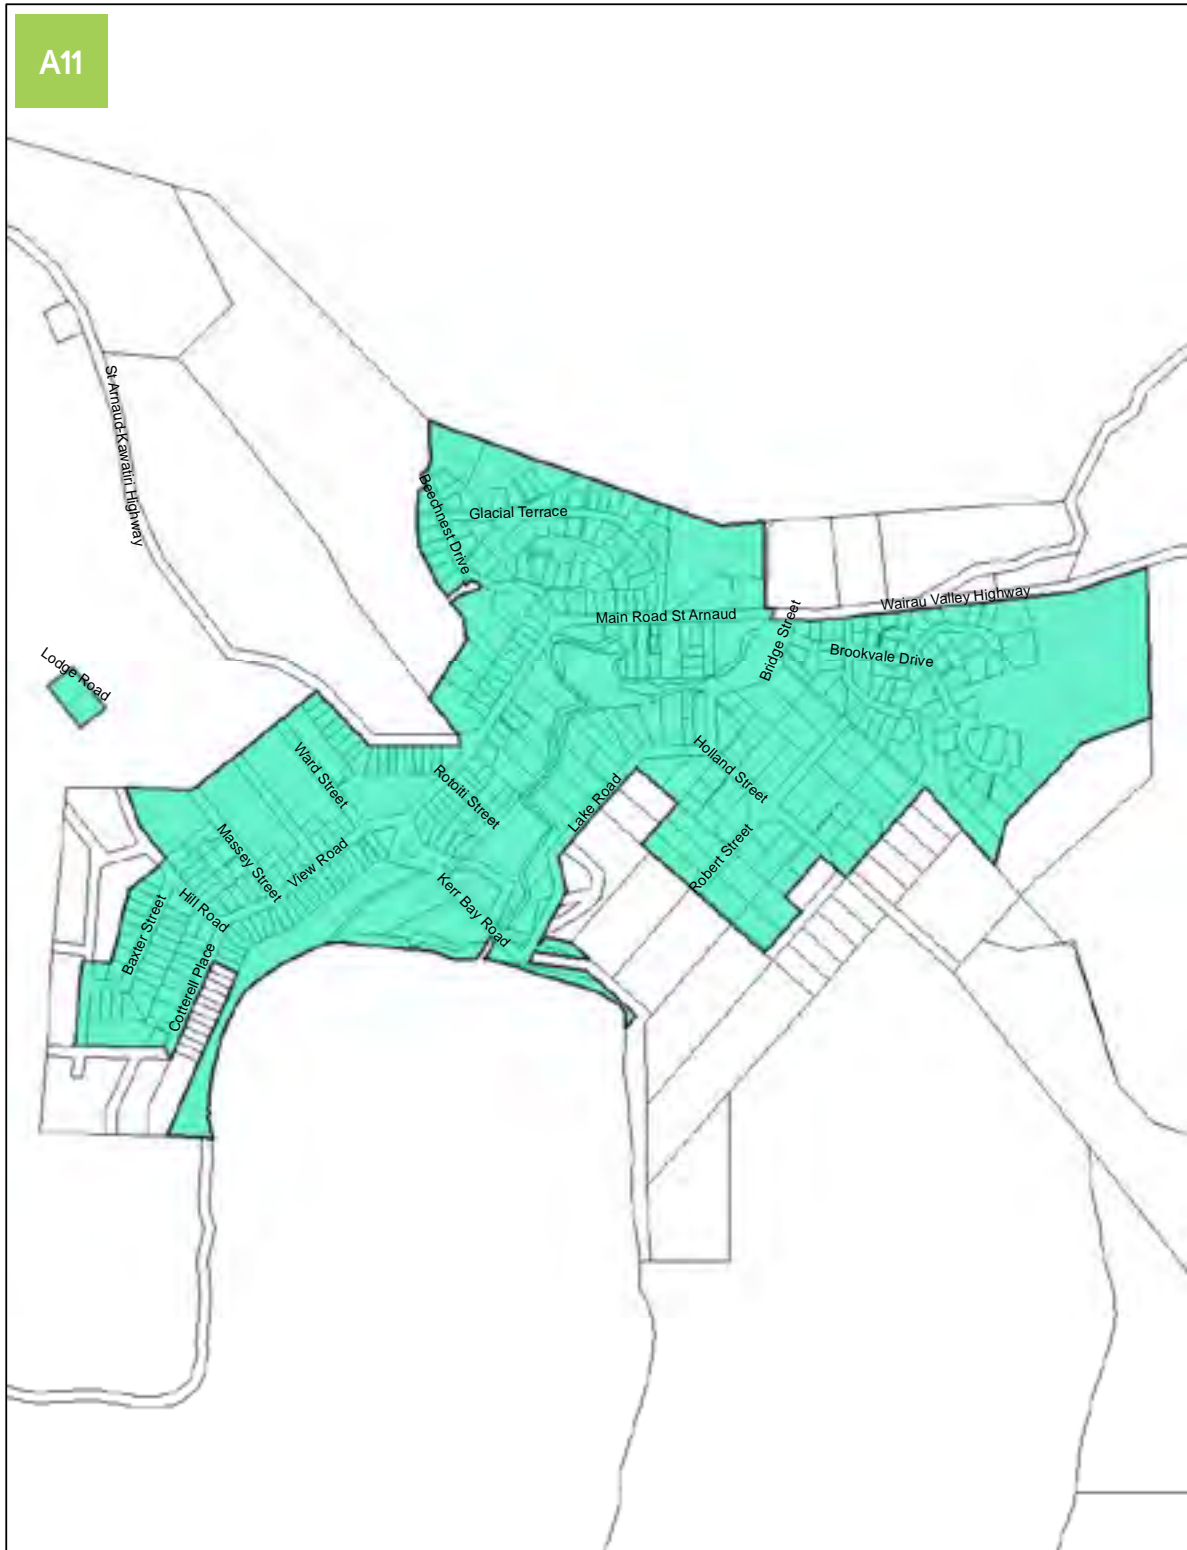 A11
St Arnaud-Kawatiri Highway
Beechnest Drive
Glacial Terrace
Main Road St Arnaud
Bridge Street
Wairau Valley Highway
Brookvale Drive
Lodge Road
Ward Street
Rotoiti Street
Holland Street
Lake Road
Massey Street
View Road
Robert Street
Kerr Bay Road
Hill Road
Baxter Street
Cotterell Place